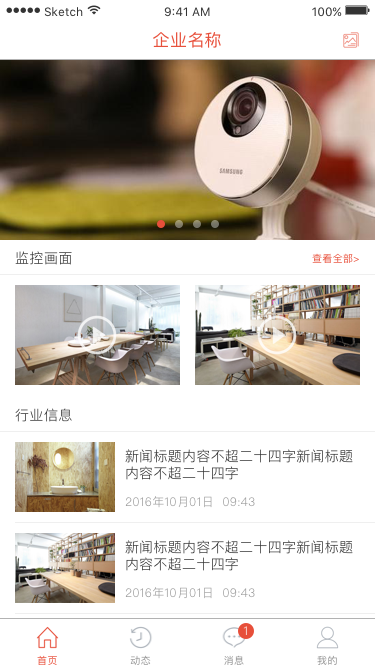 Sketch
9:41 AM
100%
企业名称
SAMSUNG
监控画面
查看全部>
行业信息
新闻标题内容不超二十四字新闻标题
内容不超二十四字
2016年10月01日 09:43
新闻标题内容不超二十四字新闻标题
内容不超二十四字
2016年10月01日 09:43
1
首页
动态
消息
我的